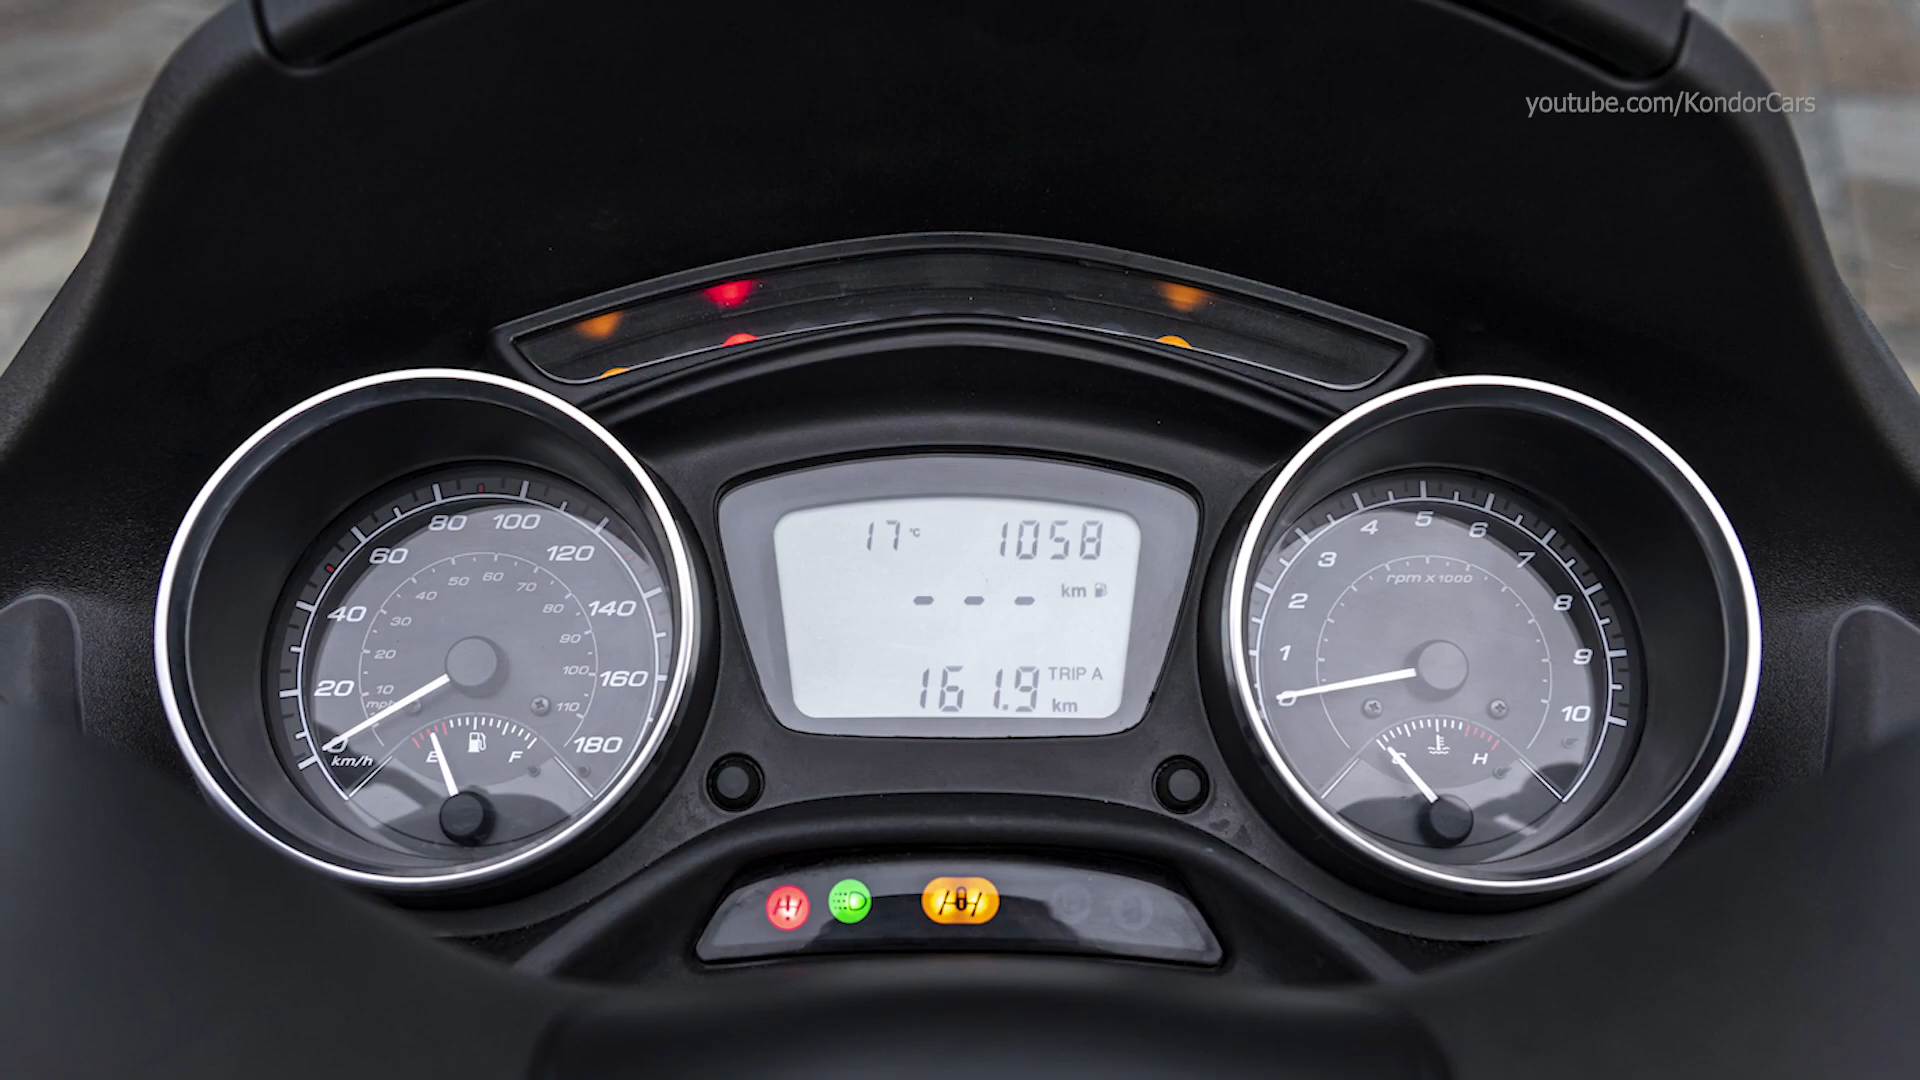 youtube.com/KondorCars
17 °C 1058
km
- - -
161.9 TRIP A
km
0 20 40 60 80 100 120 140 160 180
km/h
10 20 30 40 50 60 70 80 90 100 110
mph
E F
0 1 2 3 4 5 6 7 8 9 10
rpm x 1000
C H